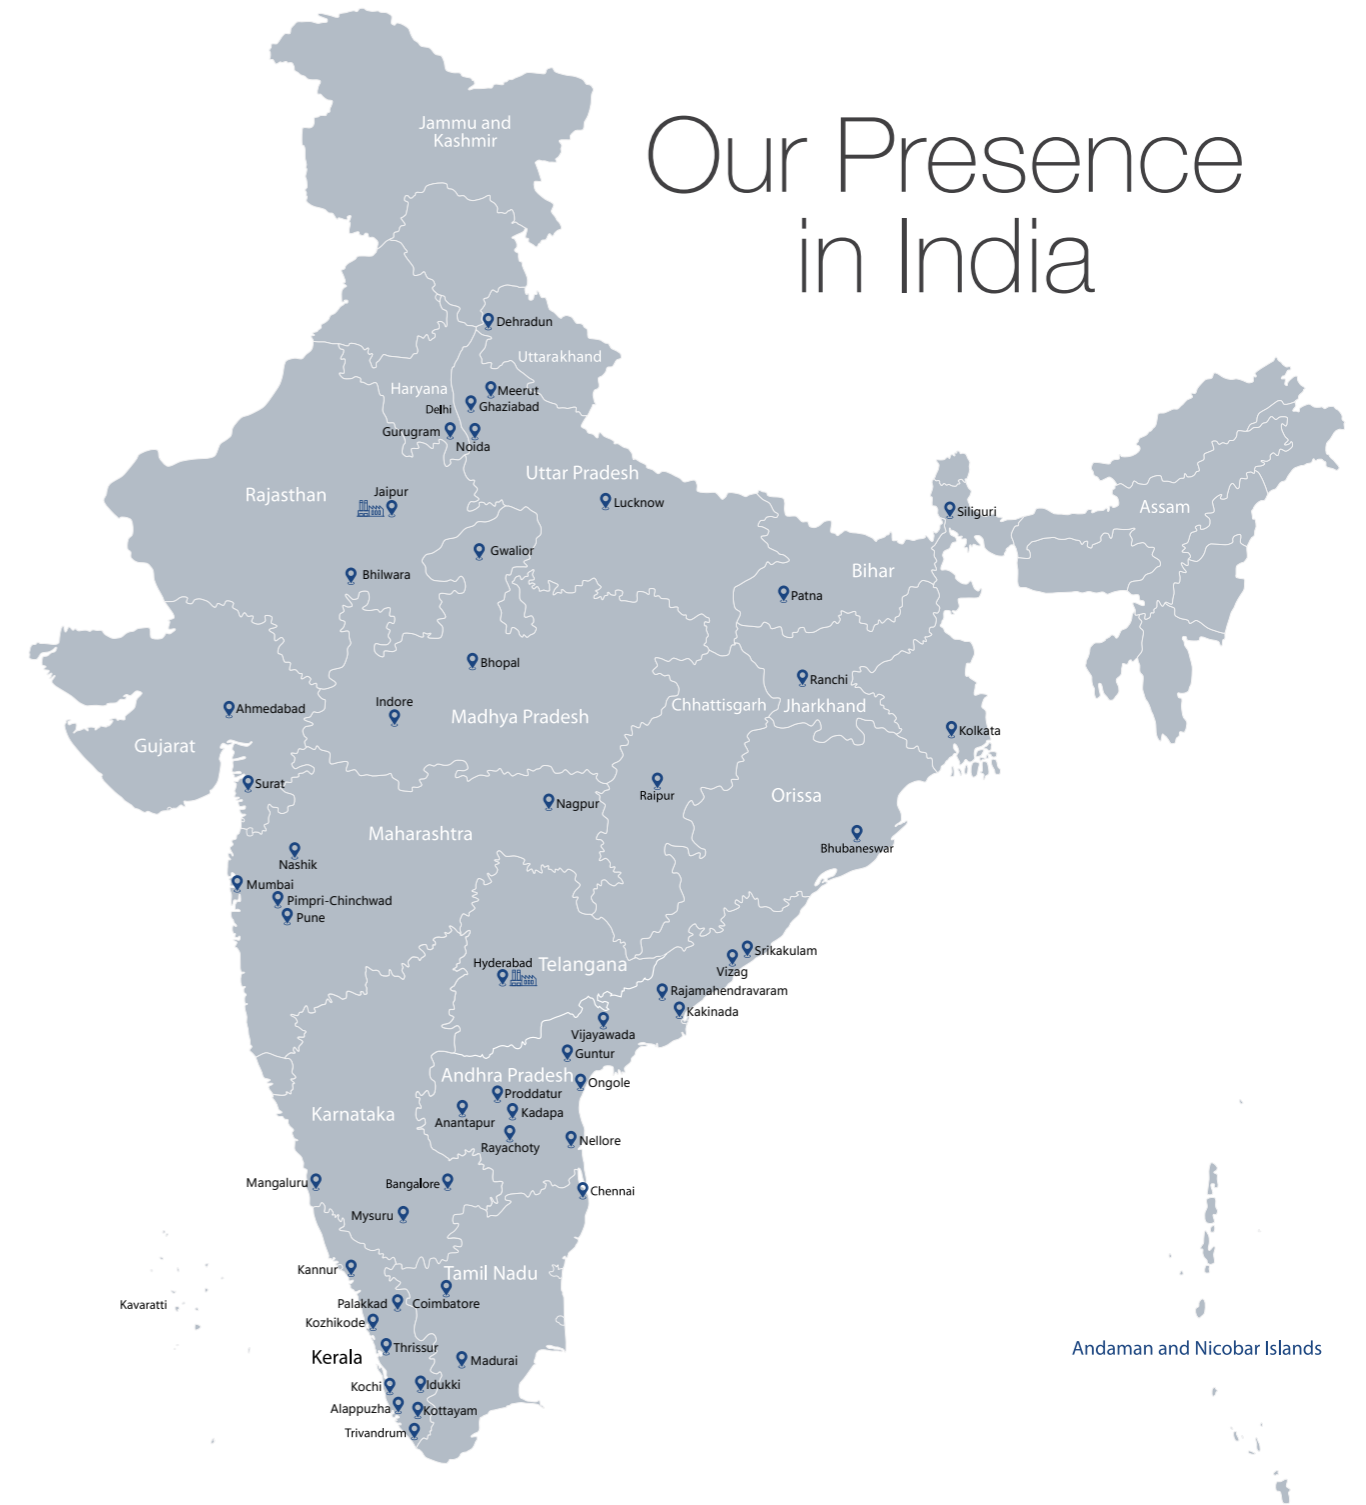 Our Presence
in India
Jammu and
Kashmir
Dehradun
Uttarakhand
Haryana
Meerut
Delhi
Ghaziabad
Gurugram
Noida
Uttar Pradesh
Rajasthan
Jaipur
Lucknow
Siliguri
Assam
Gwalior
Bhilwara
Bihar
Patna
Bhopal
Ranchi
Indore
Ahmedabad
Madhya Pradesh
Chhattisgarh
Jharkhand
Kolkata
Gujarat
Surat
Raipur
Orissa
Nagpur
Maharashtra
Bhubaneswar
Nashik
Mumbai
Pimpri-Chinchwad
Pune
Srikakulam
Hyderabad
Telangana
Vizag
Rajamahendravaram
Kakinada
Vijayawada
Guntur
Andhra Pradesh
Ongole
Proddatur
Kadapa
Karnataka
Anantapur
Rayachoty
Nellore
Mangaluru
Bangalore
Chennai
Mysuru
Kannur
Tamil Nadu
Kavaratti
Palakkad
Coimbatore
Kozhikode
Thrissur
Andaman and Nicobar Islands
Kerala
Madurai
Kochi
Idukki
Alappuzha
Kottayam
Trivandrum